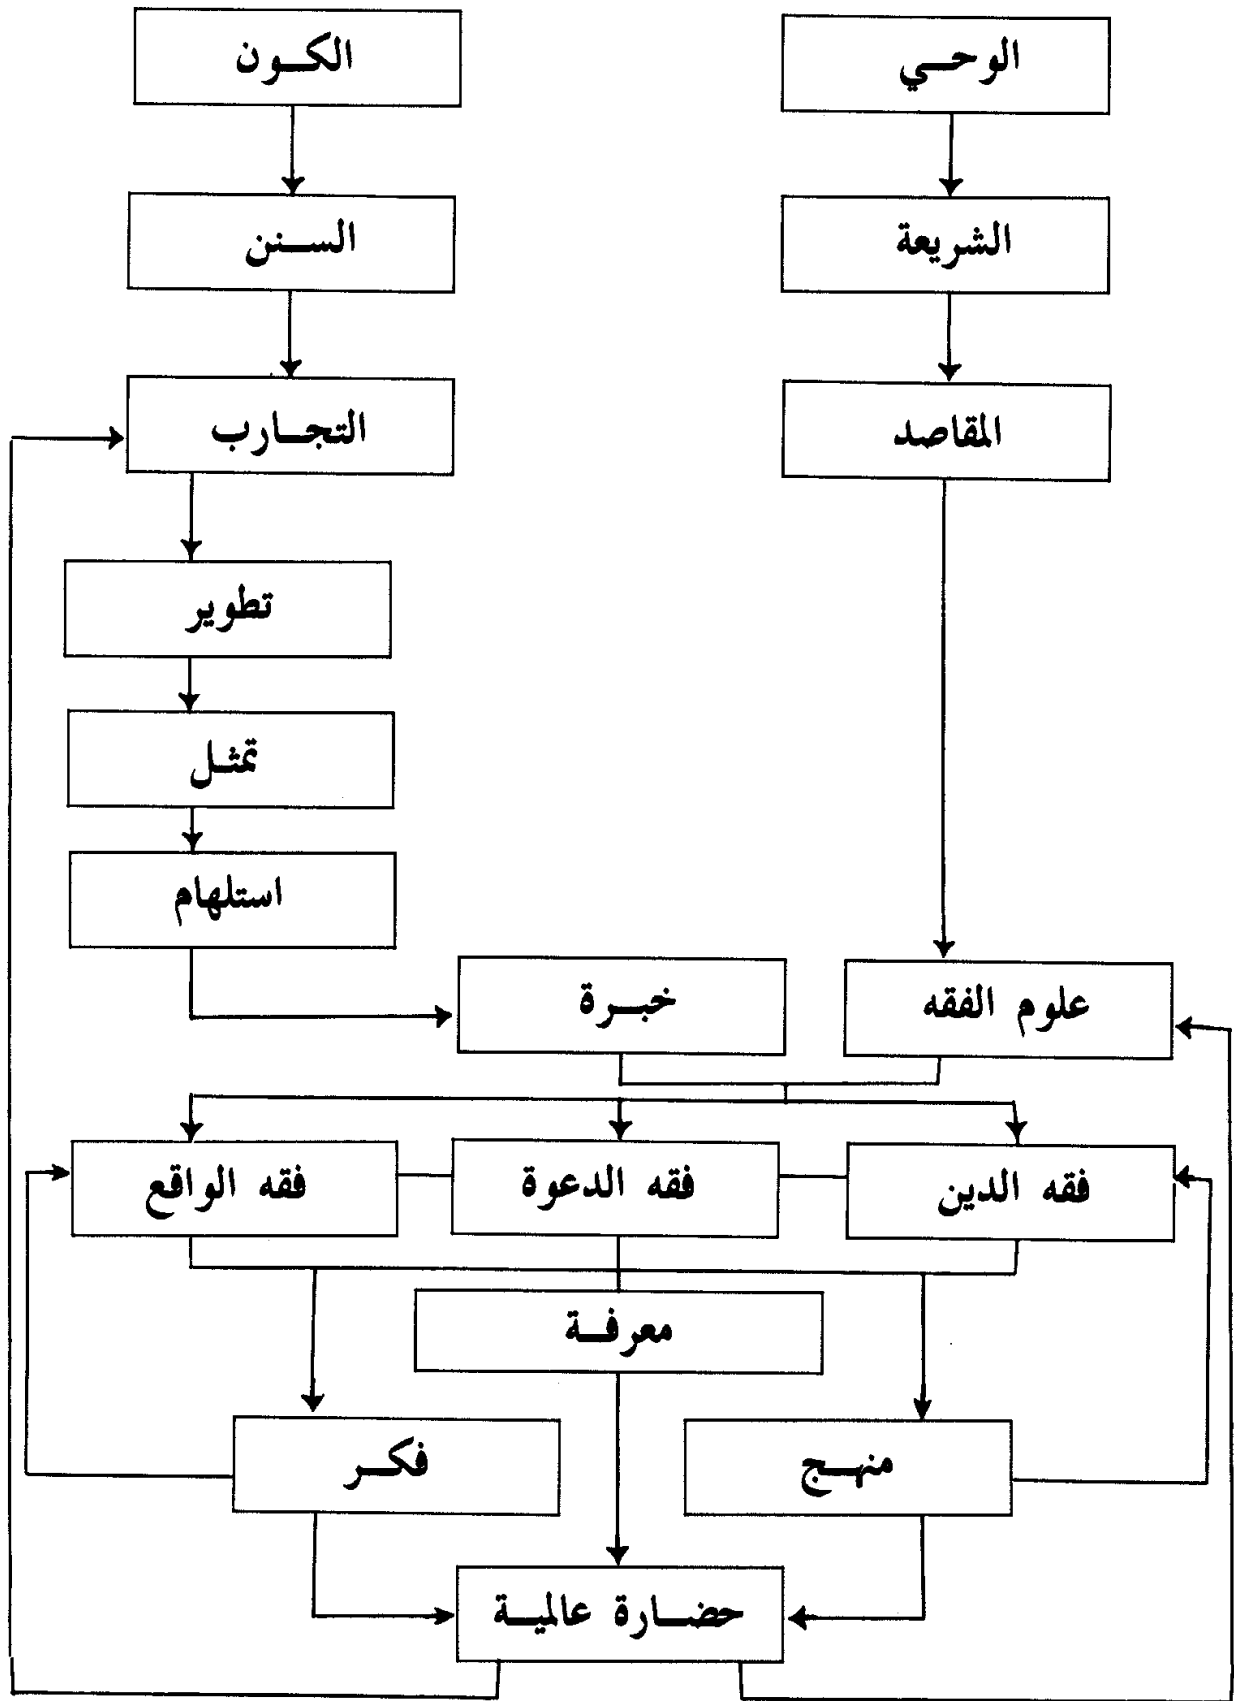 الوحي
الكون
الشريعة
السنن
المقاصد
التجارب
تطوير
تمثل
استلهام
علوم الفقه
خبرة
فقه الدين
فقه الدعوة
فقه الواقع
معرفة
منهج
فكر
حضارة عالمية